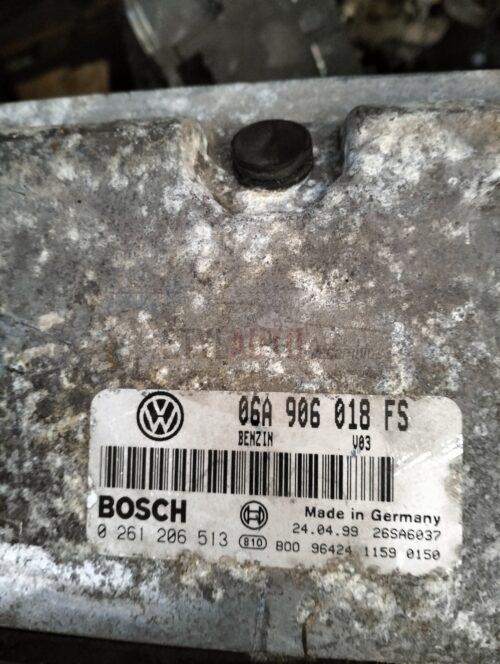 06A 906 018 FS
BENZIN V03
BOSCH
Made in Germany
24.04.99 26SA6037
0 261 206 513 810 B00 96424 1159 0150